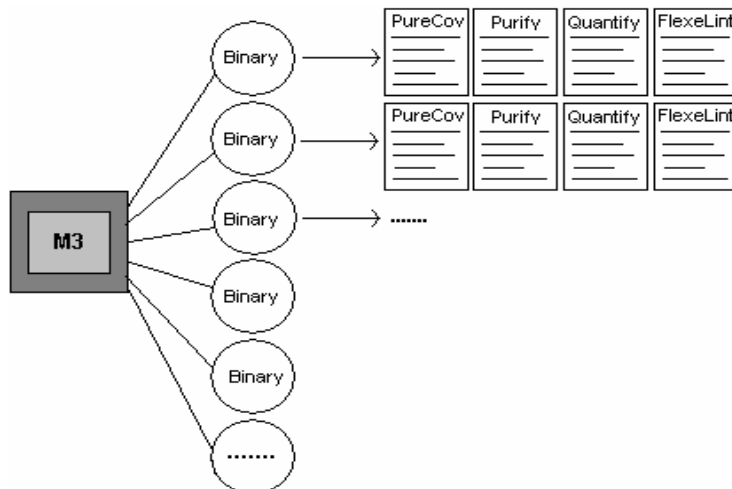 PureCov Purify Quantify FlexeLint
Binary
PureCov Purify Quantify FlexeLint
Binary
Binary .......
M3
Binary
Binary
.......